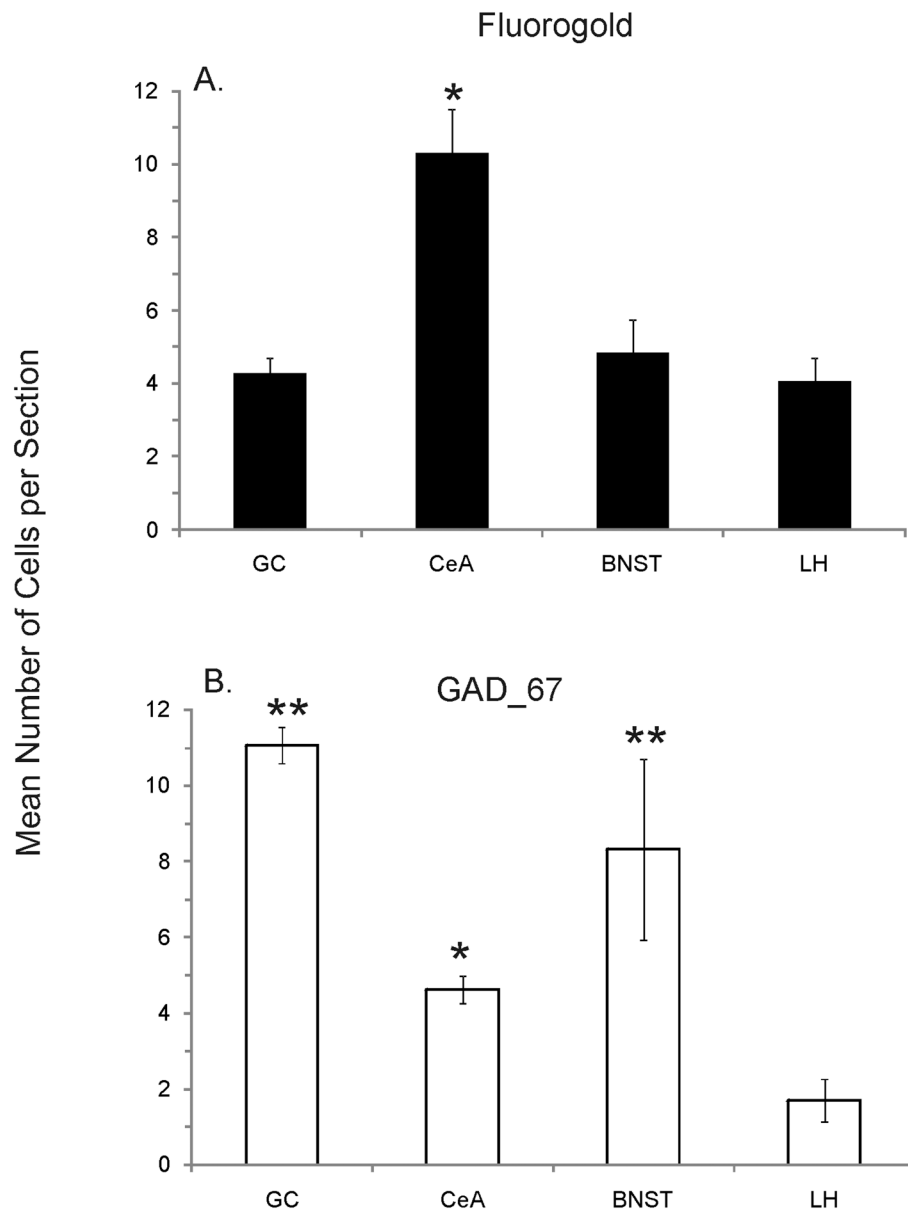 Fluorogold
A.
*
12
10
8
6
4
2
0
GC CeA BNST LH
Mean Number of Cells per Section
B.
GAD_67
**
**
*
12
10
8
6
4
2
0
GC CeA BNST LH